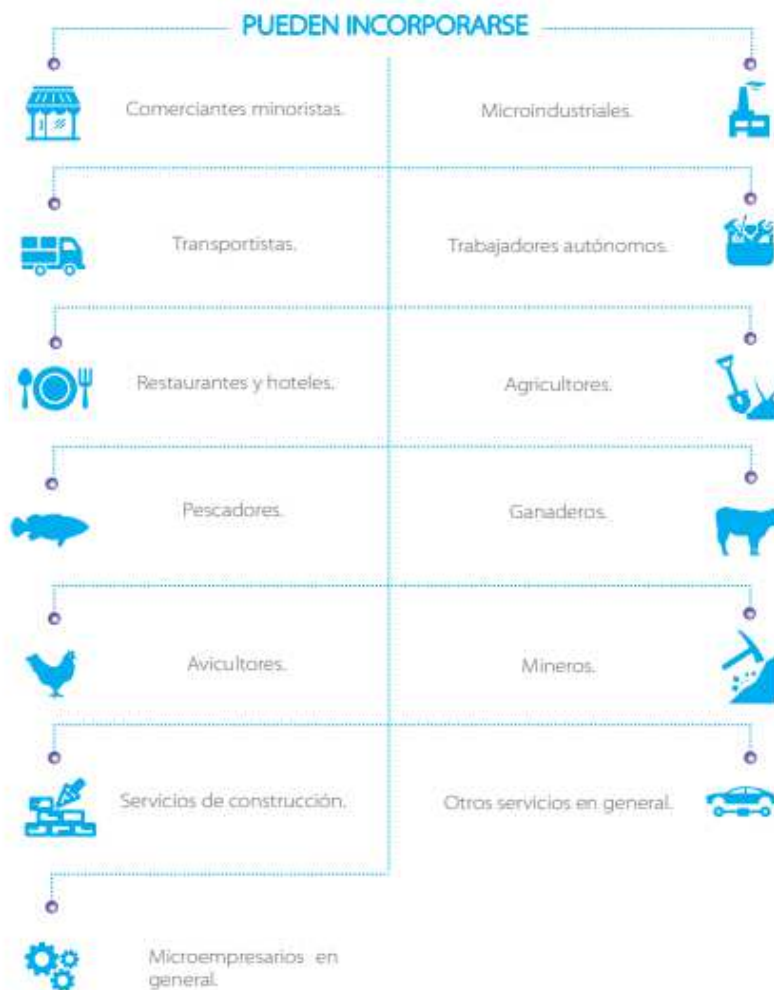 PUEDEN INCORPORARSE
Comerciantes minoristas.
Microindustriales.
Transportistas.
Trabajadores autónomos.
Restaurantes y hoteles.
Agricultores.
Pescadores.
Ganaderos.
Avicultores.
Mineros.
Servicios de construcción.
Otros servicios en general.
Microempresarios en
general.